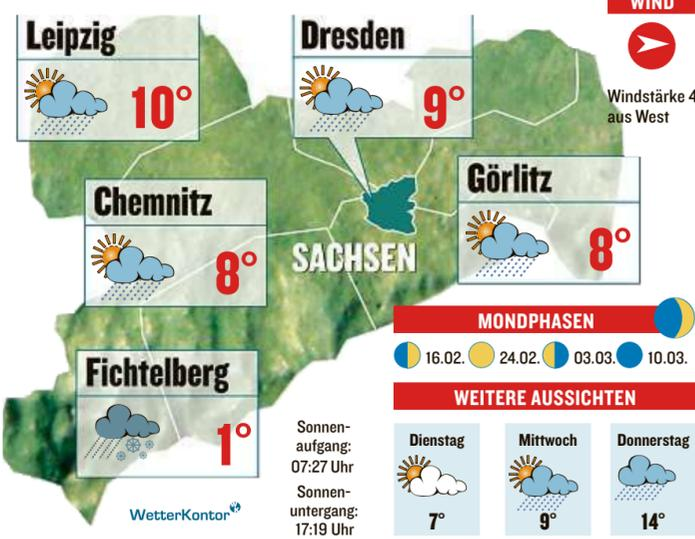 WIND
Leipzig
10°
Dresden
9°
Windstärke 4
aus West
Chemnitz
8°
Görlitz
8°
SACHSEN
Fichtelberg
1°
MONDPHASEN
16.02. 24.02. 03.03. 10.03.
WEITERE AUSSICHTEN
Dienstag
7°
Mittwoch
9°
Donnerstag
14°
Sonnen-
aufgang:
07:27 Uhr
Sonnen-
untergang:
17:19 Uhr
WetterKontor